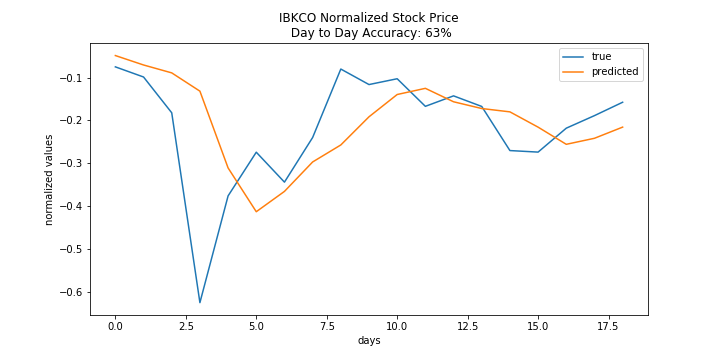 IBKCO Normalized Stock Price
Day to Day Accuracy: 63%
true
predicted
normalized values
−0.1
−0.2
−0.3
−0.4
−0.5
−0.6
0.0 2.5 5.0 7.5 10.0 12.5 15.0 17.5
days